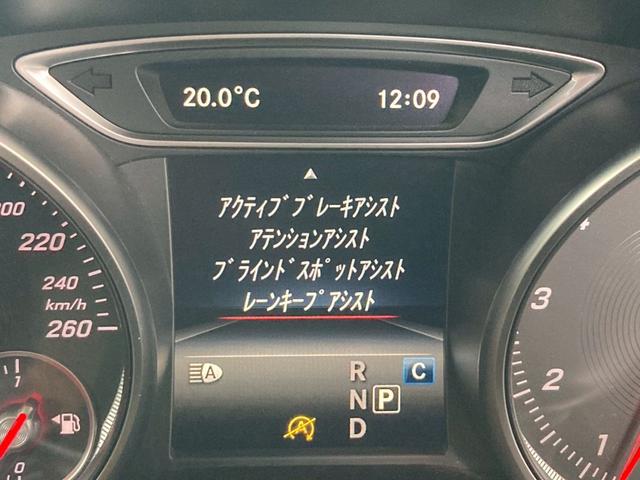 20.0°C 12:09
アクティブブレーキアシスト
アテンションアシスト
ブラインドスポットアシスト
レーンキープアシスト
220
240
km/h
260
3
2
1
R C
N P
D
A
A
1
0